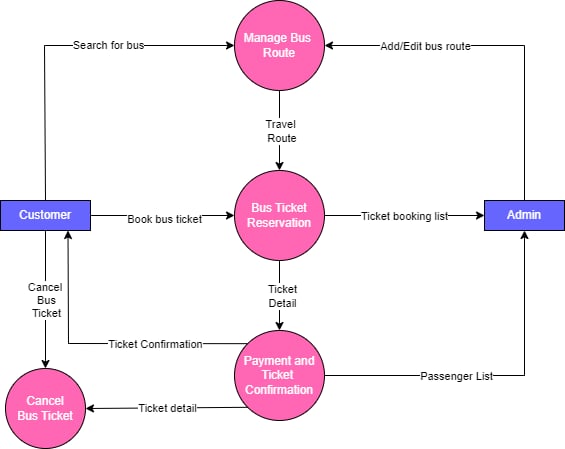 Manage Bus
Route
Search for bus
Add/Edit bus route
Travel
Route
Customer
Book bus ticket
Bus Ticket
Reservation
Ticket booking list
Admin
Cancel
Bus
Ticket
Ticket
Detail
Ticket Confirmation
Payment and
Ticket
Confirmation
Passenger List
Cancel
Bus Ticket
Ticket detail